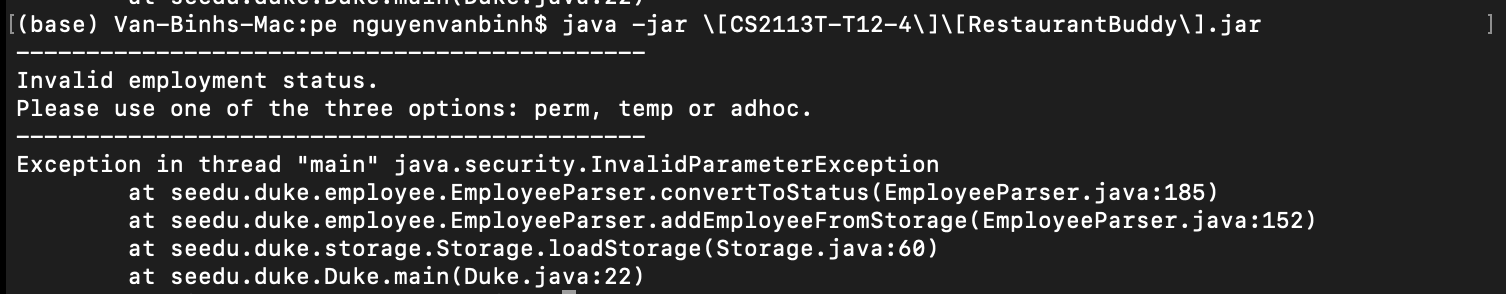 at seedu.duke.Duke.main(Duke.java:22)
[(base) Van-Binhs-Mac:pe nguyenvanbinh$ java -jar \[CS2113T-T12-4\]\[RestaurantBuddy\].jar ]
---------------------------------------------
Invalid employment status.
Please use one of the three options: perm, temp or adhoc.
---------------------------------------------
Exception in thread "main" java.security.InvalidParameterException
at seedu.duke.employee.EmployeeParser.convertToStatus(EmployeeParser.java:185)
at seedu.duke.employee.EmployeeParser.addEmployeeFromStorage(EmployeeParser.java:152)
at seedu.duke.storage.Storage.loadStorage(Storage.java:60)
at seedu.duke.Duke.main(Duke.java:22)